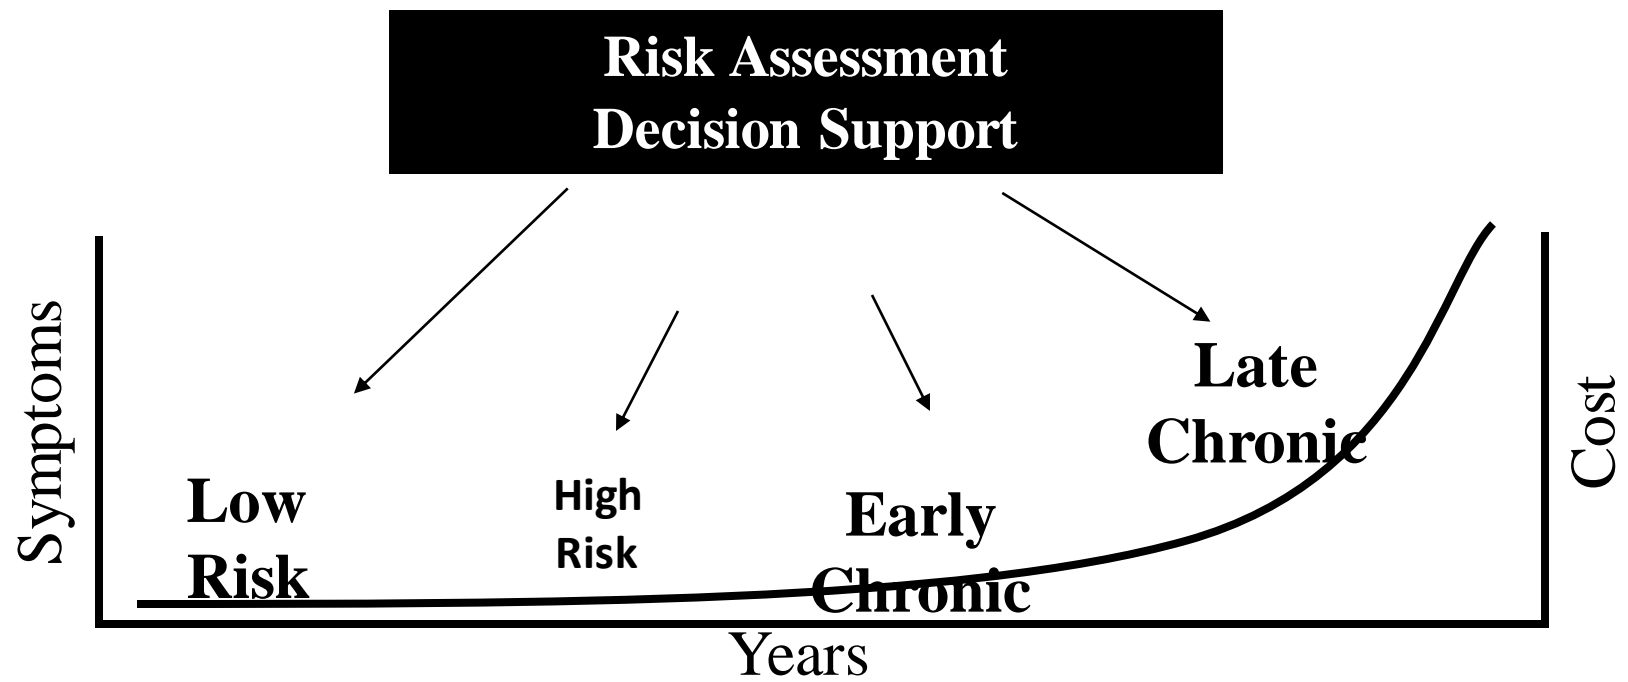 Risk Assessment
Decision Support
Symptoms
Low
Risk
High
Risk
Early
Chronic
Late
Chronic
Cost
Years